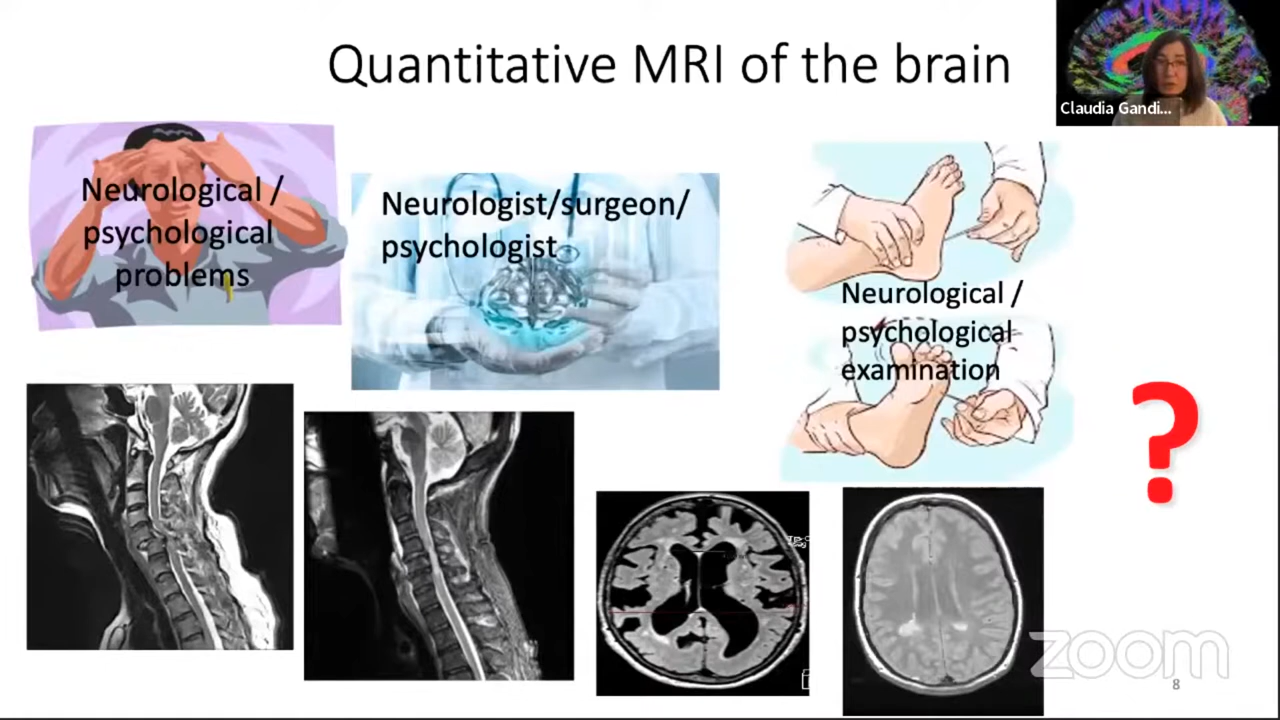 Quantitative MRI of the brain
Claudia Gandi...
Neurological /
psychological
problems
Neurologist/surgeon/
psychologist
Neurological /
psychological
examination
?
zoom
8